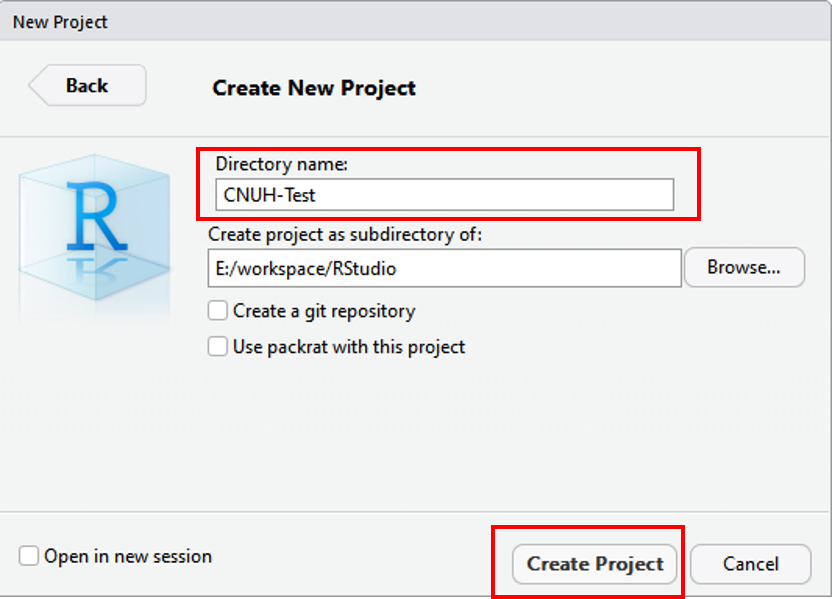 New Project
Back
Create New Project
R
Directory name:
CNUH-Test
Create project as subdirectory of:
E:/workspace/RStudio
Browse...
Create a git repository
Use packrat with this project
Open in new session
Create Project
Cancel